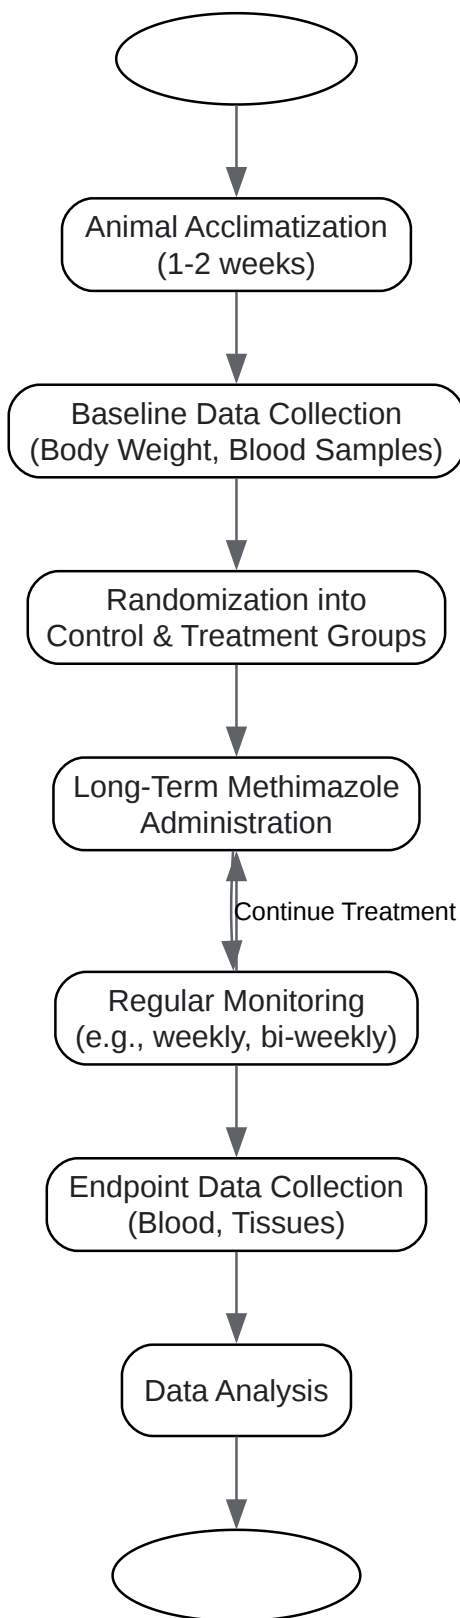 Animal Acclimatization
(1-2 weeks)
Baseline Data Collection
(Body Weight, Blood Samples)
Randomization into
Control & Treatment Groups
Long-Term Methimazole
Administration
Continue Treatment
Regular Monitoring
(e.g., weekly, bi-weekly)
Endpoint Data Collection
(Blood, Tissues)
Data Analysis